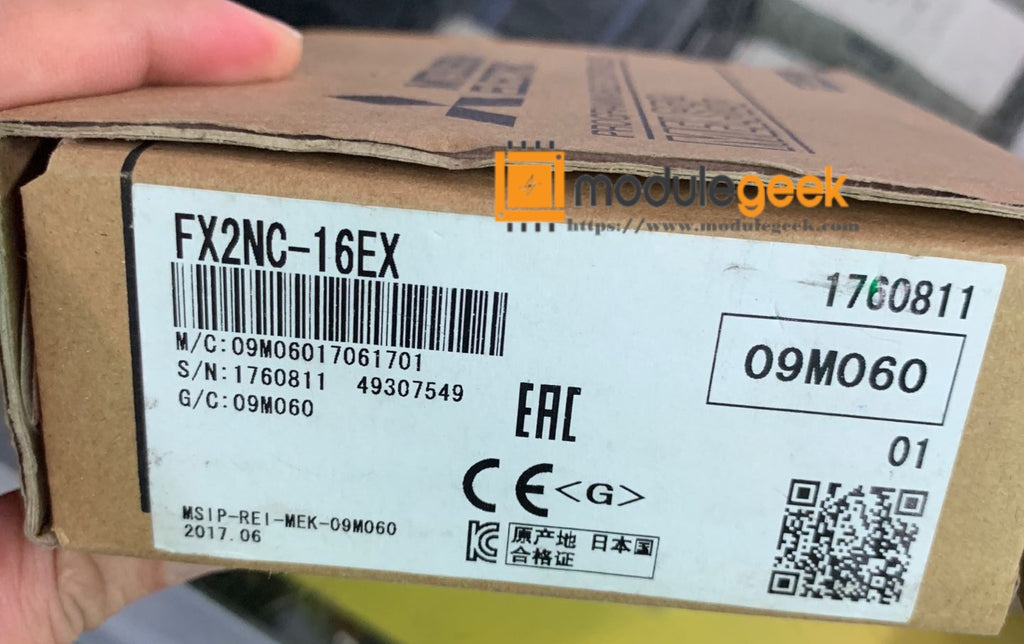 modulegeek
https://www.modulegeek.com
FX2NC-16EX
1760811
M/C:09M06017061701
S/N:1760811 49307549
G/C:09M060
09M060
01
EAC
CE <G>
MSIP-REI-MEK-09M060
2017.06
原产地 日本国
合格证